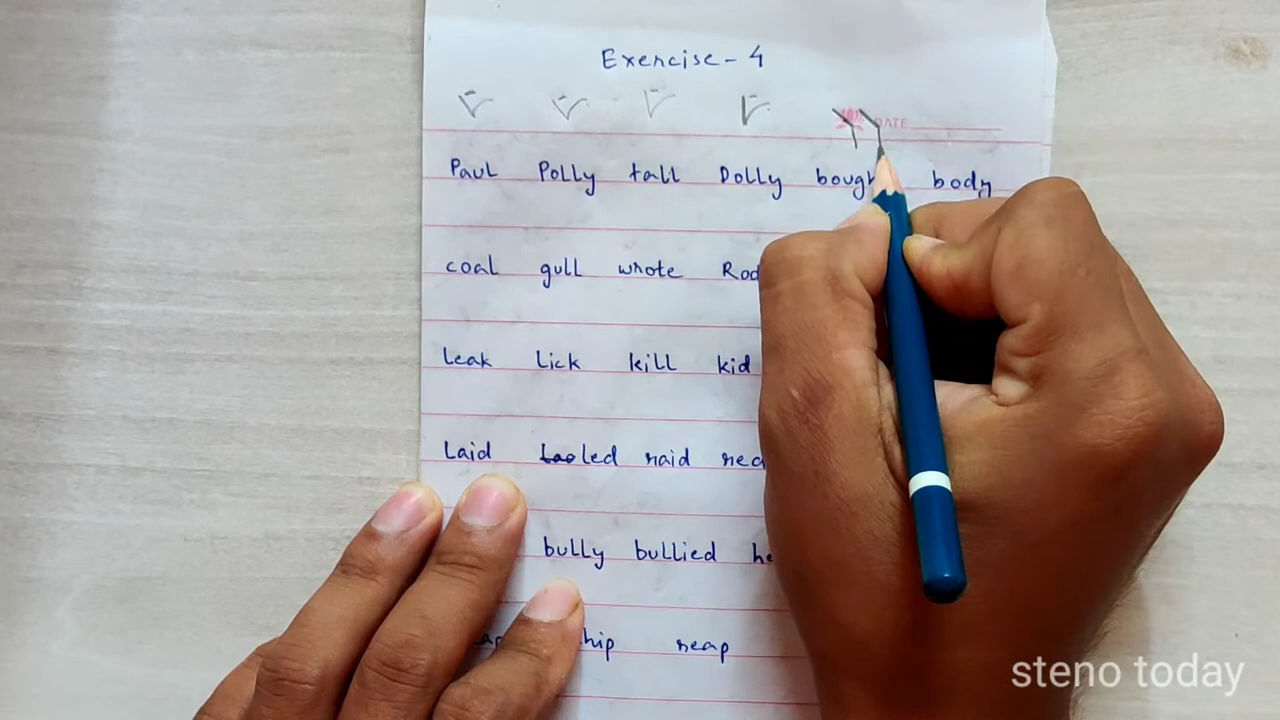 Exercise - 4
DATE
Paul Polly tall Dolly body
coal gull wrote
leak lick kill kid
laid led raid
bully bullied
reap
steno today